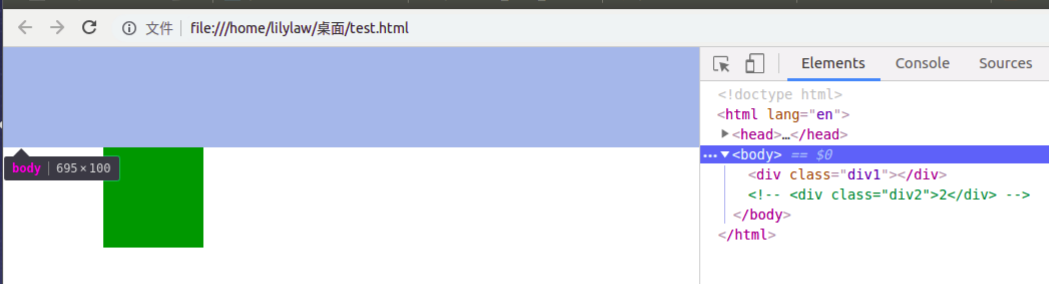 文件 file:///home/lilylaw/桌面/test.html
Elements Console Sources
<!doctype html>
<html lang="en">
<head>…</head>
<body> == $0
<div class="div1"></div>
<!-- <div class="div2">2</div> -->
</body>
</html>
body 695×100